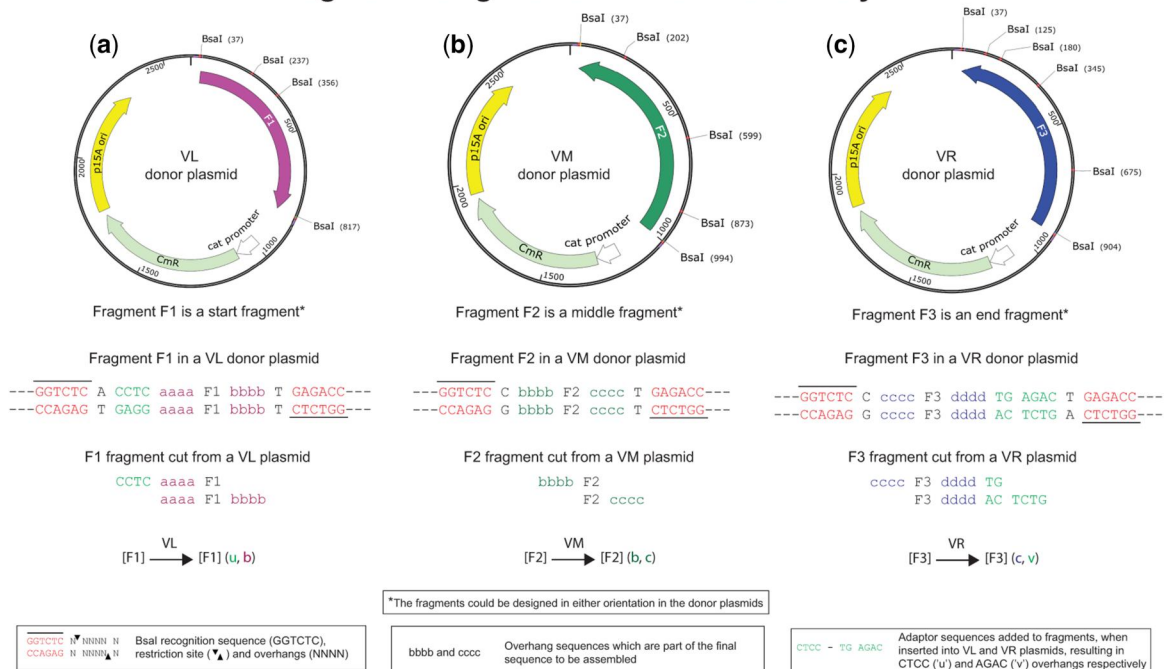 (a)
BsaI (37)
BsaI (237)
BsaI (356)
BsaI (817)
500
1000
1500
2000
2500
F1
p15A ori
CmR
cat promoter
VL
donor plasmid
Fragment F1 is a start fragment*
(b)
BsaI (37)
BsaI (202)
BsaI (599)
BsaI (873)
BsaI (994)
500
1000
1500
2000
2500
F2
p15A ori
CmR
cat promoter
VM
donor plasmid
Fragment F2 is a middle fragment*
(c)
BsaI (37)
BsaI (125)
BsaI (180)
BsaI (345)
BsaI (675)
BsaI (904)
500
1000
1500
2000
2500
F3
p15A ori
CmR
cat promoter
VR
donor plasmid
Fragment F3 is an end fragment*
Fragment F1 in a VL donor plasmid
---GGTCTC A CCTC aaaa F1 bbbb T GAGACC---
---CCAGAG T GAGG aaaa F1 bbbb T CTCTGG---
F1 fragment cut from a VL plasmid
CCTC aaaa F1
aaaa F1 bbbb
VL
[F1] → [F1] (u, b)
Fragment F2 in a VM donor plasmid
---GGTCTC C bbbb F2 cccc T GAGACC---
---CCAGAG G bbbb F2 cccc T CTCTGG---
F2 fragment cut from a VM plasmid
bbbb F2
F2 cccc
VM
[F2] → [F2] (b, c)
Fragment F3 in a VR donor plasmid
---GGTCTC C cccc F3 dddd TG AGAC T GAGACC---
---CCAGAG G cccc F3 dddd AC TCTG A CTCTGG---
F3 fragment cut from a VR plasmid
cccc F3 dddd TG
F3 dddd AC TCTG
VR
[F3] → [F3] (c, v)
*The fragments could be designed in either orientation in the donor plasmids
GGTCTC N▼NNNN N
CCAGAG N NNNN▲N
BsaI recognition sequence (GGTCTC),
restriction site (▼▲) and overhangs (NNNN)
bbbb and cccc
Overhang sequences which are part of the final
sequence to be assembled
CTCC - TG AGAC
Adaptor sequences added to fragments, when
inserted into VL and VR plasmids, resulting in
CTCC ('u') and AGAC ('v') overhangs respectively